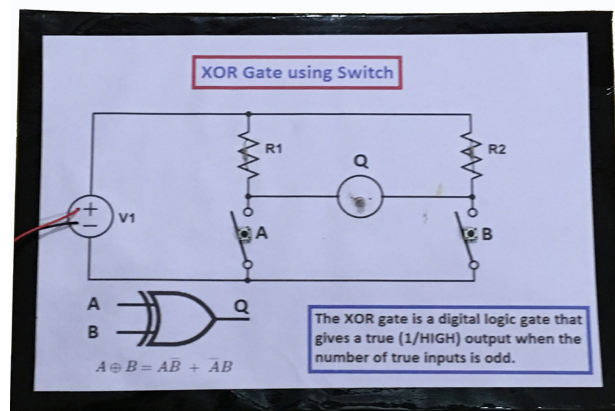 XOR Gate using Switch
R1
R2
Q
+
−
V1
A
B
A
B
Q
A ⊕ B = AB̅ + A̅B
The XOR gate is a digital logic gate that
gives a true (1/HIGH) output when the
number of true inputs is odd.